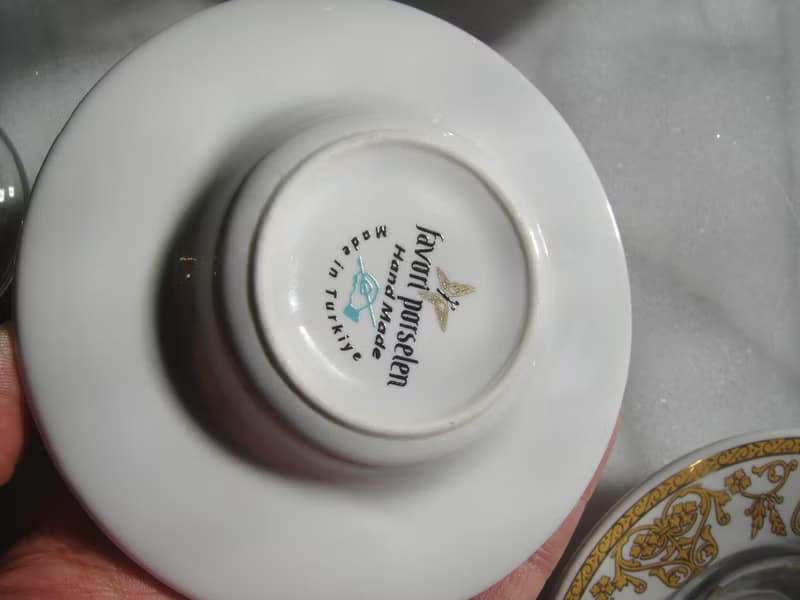 favori porselen
Hand Made
Made in Turkiye